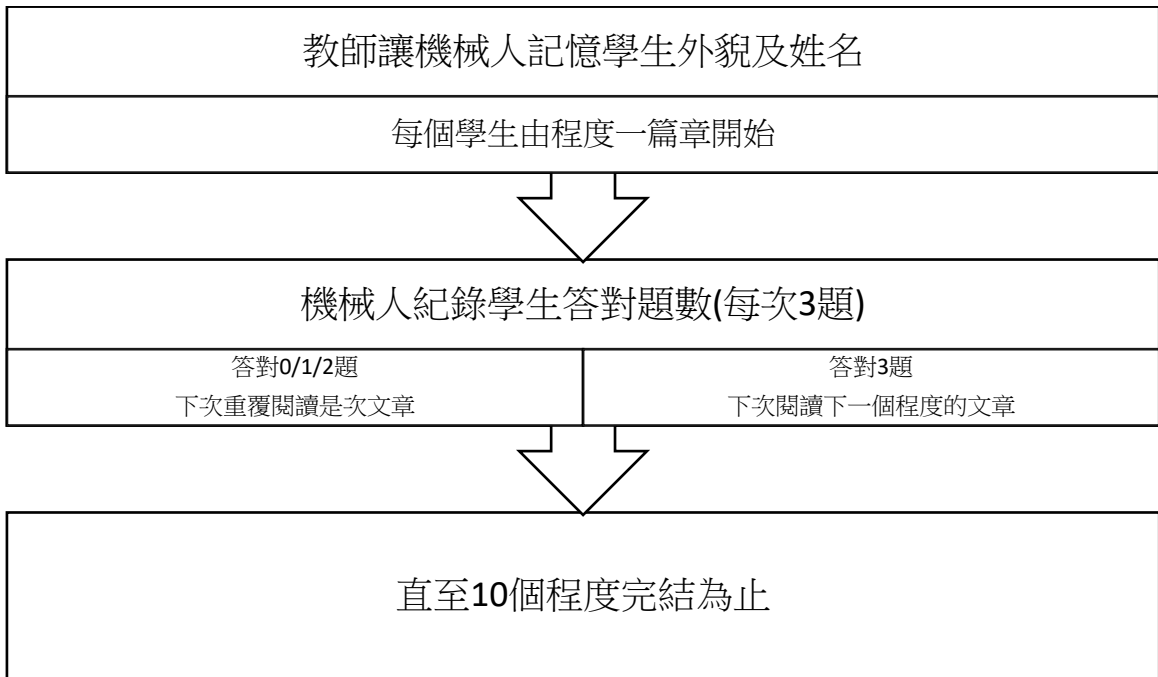 教師讓機械人記憶學生外貌及姓名
每個學生由程度一篇章開始
機械人紀錄學生答對題數(每次3題)
答對0/1/2題
下次重覆閱讀是次文章
答對3題
下次閱讀下一個程度的文章
直至10個程度完結為止